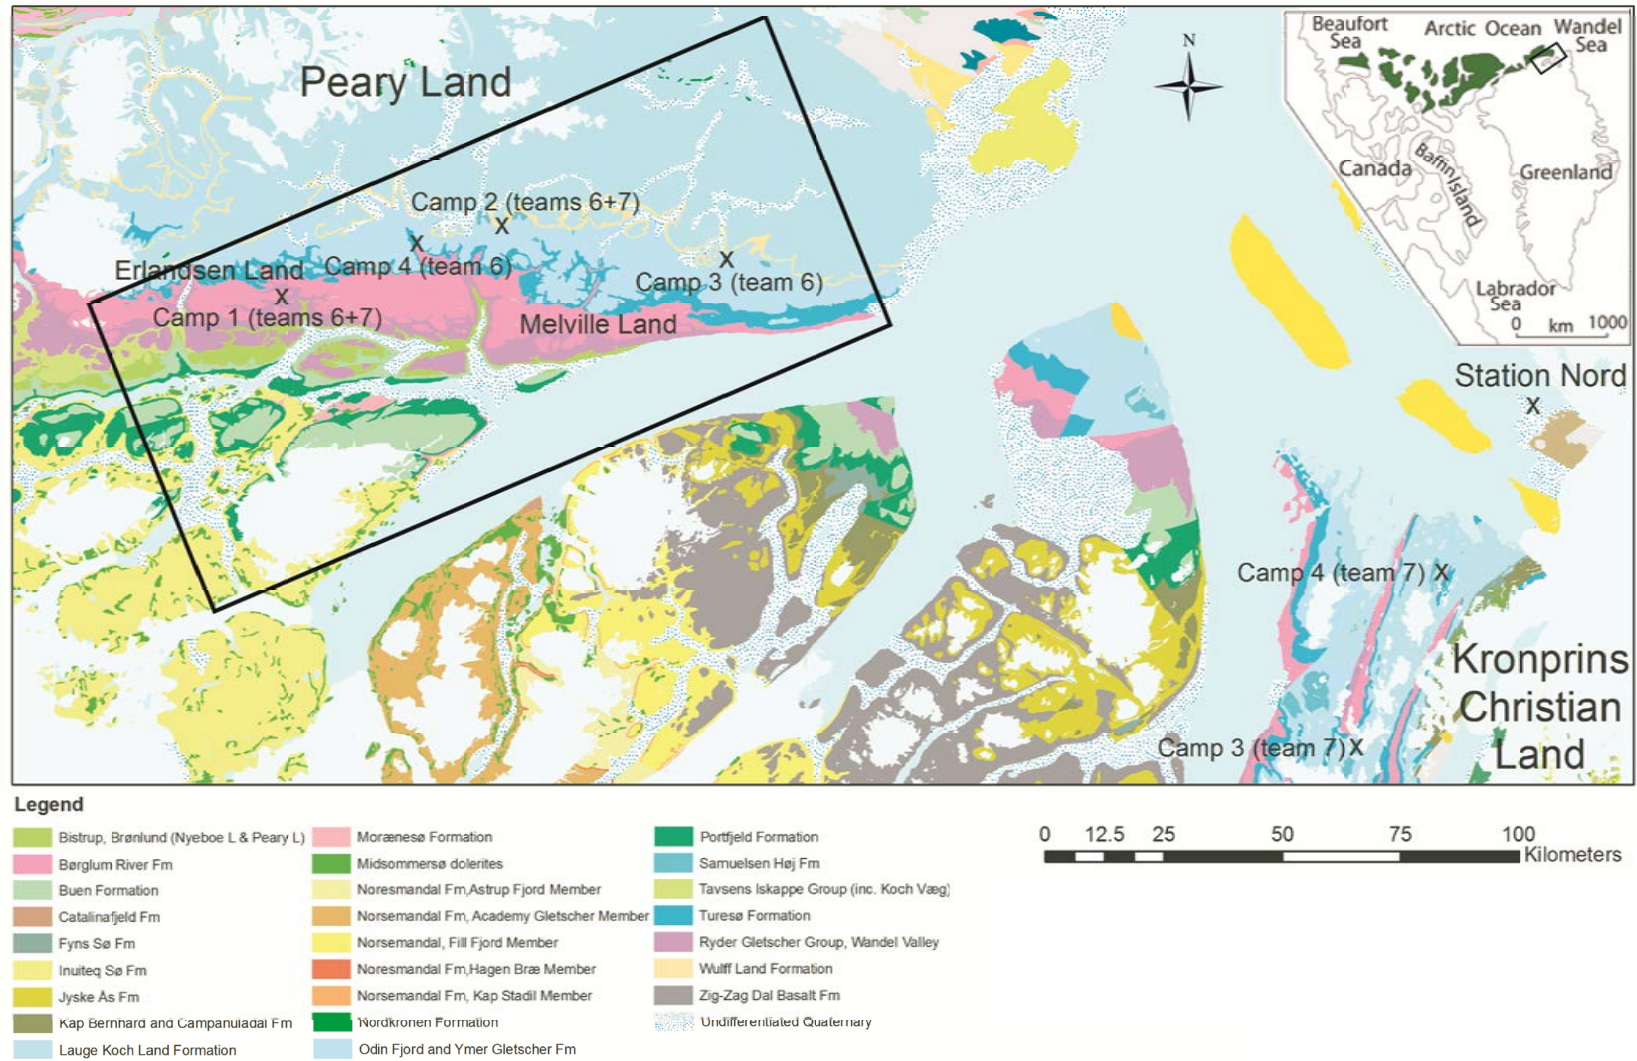 Peary Land
N
Beaufort
Sea
Arctic Ocean
Wandel
Sea
Canada
Baffin Island
Greenland
Labrador
Sea
0 km 1000
Camp 2 (teams 6+7)
X
X
Erlandsen Land
Camp 4 (team 6)
X
Camp 3 (team 6)
X
Camp 1 (teams 6+7)
Melville Land
Station Nord
X
Camp 4 (team 7) X
Kronprins
Christian
Land
Camp 3 (team 7) X
Legend
Bistrup, Brønlund (Nyeboe L & Peary L)
Børglum River Fm
Buen Formation
Catalinafjeld Fm
Fyns Sø Fm
Inuiteq Sø Fm
Jyske Ås Fm
Kap Bernhard and Campanuladal Fm
Lauge Koch Land Formation
Morænesø Formation
Midsommersø dolerites
Noresmandal Fm,Astrup Fjord Member
Norsemandal Fm, Academy Gletscher Member
Norsemandal, Fill Fjord Member
Noresmandal Fm,Hagen Bræ Member
Norsemandal Fm, Kap Stadil Member
Nordkronen Formation
Odin Fjord and Ymer Gletscher Fm
Portfjeld Formation
Samuelsen Høj Fm
Tavsens Iskappe Group (inc. Koch Væg)
Turesø Formation
Ryder Gletscher Group, Wandel Valley
Wulff Land Formation
Zig-Zag Dal Basalt Fm
Undifferentiated Quaternary
0 12.5 25 50 75 100
Kilometers